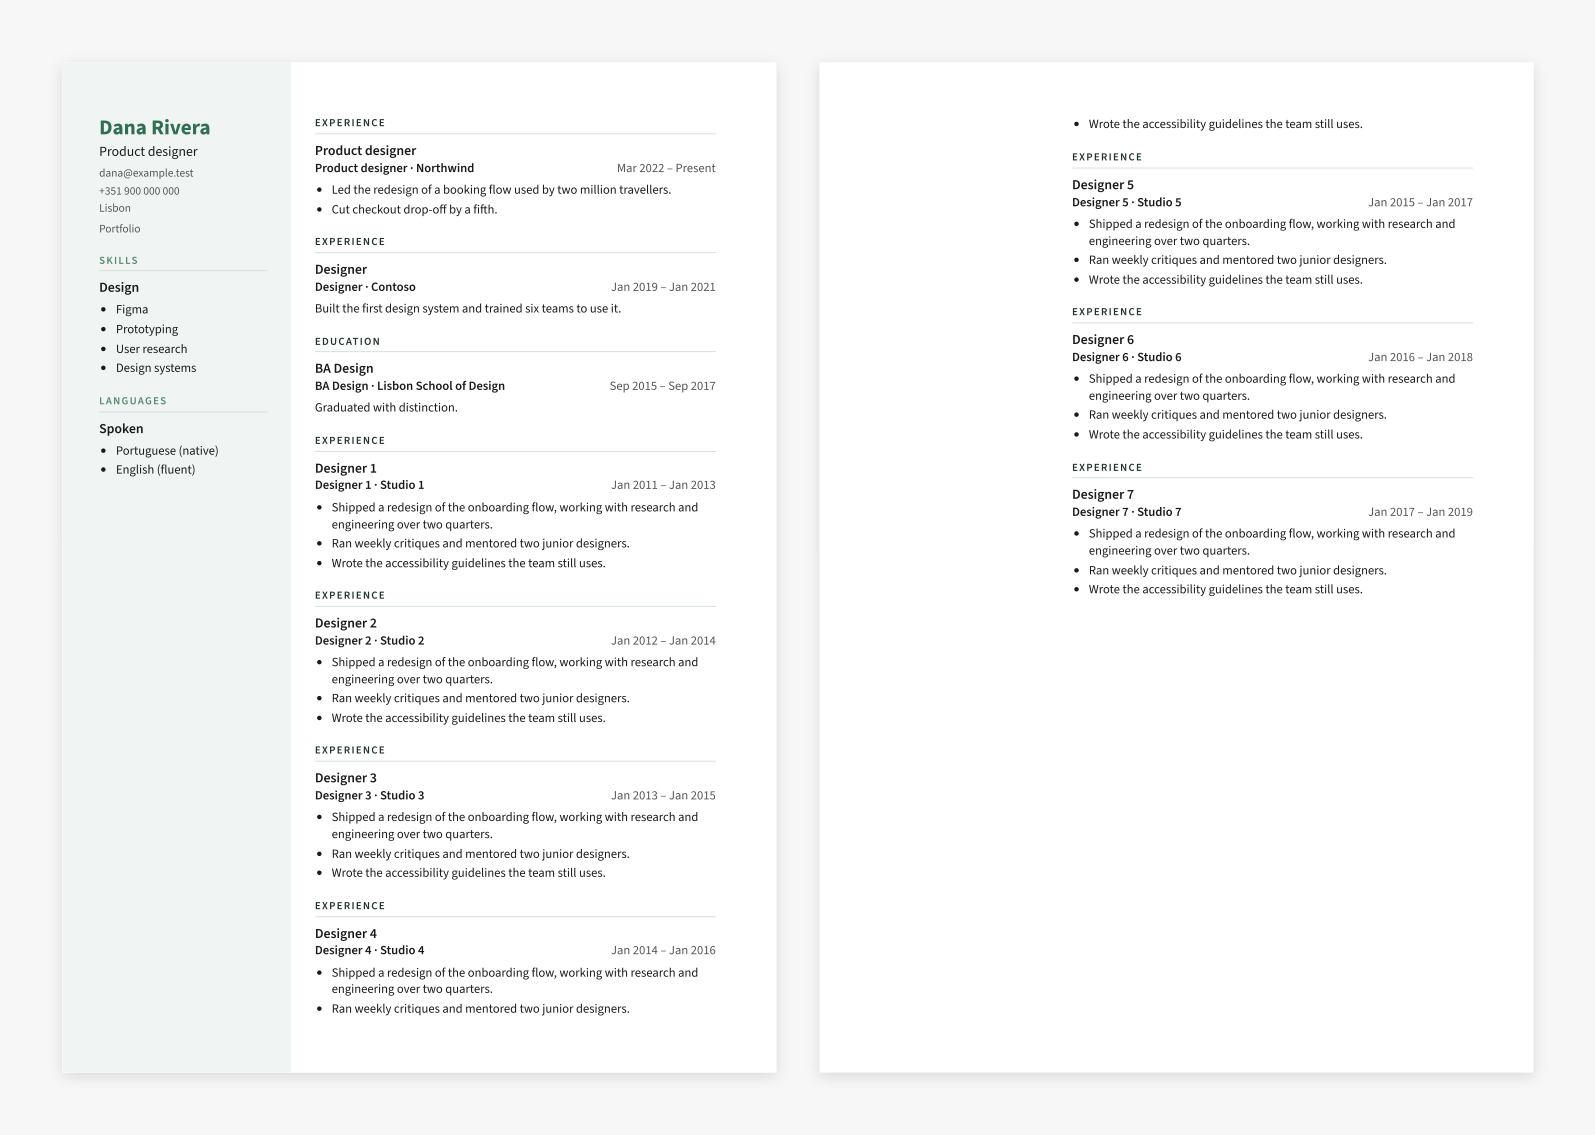 Dana Rivera
Product designer
dana@example.test
+351 900 000 000
Lisbon
Portfolio
SKILLS
Design
• Figma
• Prototyping
• User research
• Design systems
LANGUAGES
Spoken
• Portuguese (native)
• English (fluent)
EXPERIENCE
Product designer
Product designer · Northwind Mar 2022 – Present
• Led the redesign of a booking flow used by two million travellers.
• Cut checkout drop-off by a fifth.
EXPERIENCE
Designer
Designer · Contoso Jan 2019 – Jan 2021
Built the first design system and trained six teams to use it.
EDUCATION
BA Design
BA Design · Lisbon School of Design Sep 2015 – Sep 2017
Graduated with distinction.
EXPERIENCE
Designer 1
Designer 1 · Studio 1 Jan 2011 – Jan 2013
• Shipped a redesign of the onboarding flow, working with research and
engineering over two quarters.
• Ran weekly critiques and mentored two junior designers.
• Wrote the accessibility guidelines the team still uses.
EXPERIENCE
Designer 2
Designer 2 · Studio 2 Jan 2012 – Jan 2014
• Shipped a redesign of the onboarding flow, working with research and
engineering over two quarters.
• Ran weekly critiques and mentored two junior designers.
• Wrote the accessibility guidelines the team still uses.
EXPERIENCE
Designer 3
Designer 3 · Studio 3 Jan 2013 – Jan 2015
• Shipped a redesign of the onboarding flow, working with research and
engineering over two quarters.
• Ran weekly critiques and mentored two junior designers.
• Wrote the accessibility guidelines the team still uses.
EXPERIENCE
Designer 4
Designer 4 · Studio 4 Jan 2014 – Jan 2016
• Shipped a redesign of the onboarding flow, working with research and
engineering over two quarters.
• Ran weekly critiques and mentored two junior designers.
• Wrote the accessibility guidelines the team still uses.
EXPERIENCE
Designer 5
Designer 5 · Studio 5 Jan 2015 – Jan 2017
• Shipped a redesign of the onboarding flow, working with research and
engineering over two quarters.
• Ran weekly critiques and mentored two junior designers.
• Wrote the accessibility guidelines the team still uses.
EXPERIENCE
Designer 6
Designer 6 · Studio 6 Jan 2016 – Jan 2018
• Shipped a redesign of the onboarding flow, working with research and
engineering over two quarters.
• Ran weekly critiques and mentored two junior designers.
• Wrote the accessibility guidelines the team still uses.
EXPERIENCE
Designer 7
Designer 7 · Studio 7 Jan 2017 – Jan 2019
• Shipped a redesign of the onboarding flow, working with research and
engineering over two quarters.
• Ran weekly critiques and mentored two junior designers.
• Wrote the accessibility guidelines the team still uses.